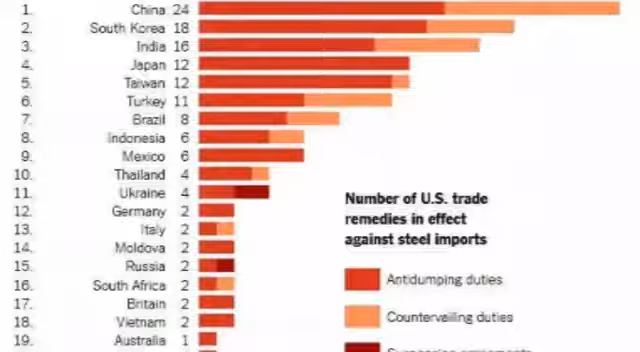 1. China 24
2. South Korea 18
3. India 16
4. Japan 12
5. Taiwan 12
6. Turkey 11
7. Brazil 8
8. Indonesia 6
9. Mexico 6
10. Thailand 4
11. Ukraine 4
12. Germany 2
13. Italy 2
14. Moldova 2
15. Russia 2
16. South Africa 2
17. Britain 2
18. Vietnam 2
19. Australia 1
Number of U.S. trade
remedies in effect
against steel imports
Antidumping duties
Countervailing duties